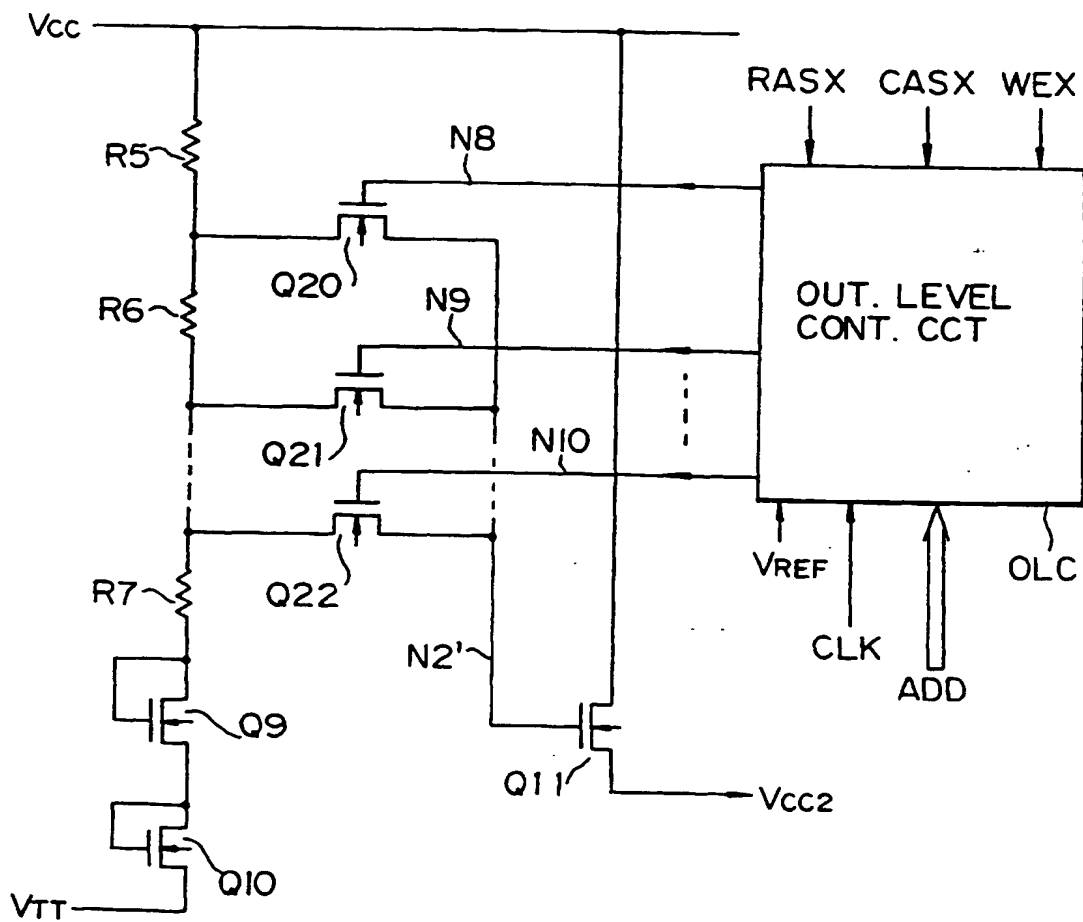 Vcc
RASX CASX WEX
R5
N8
Q20
R6
N9
OUT. LEVEL
CONT. CCT
Q21
N10
R7
Q22
VREF
OLC
N2'
CLK
ADD
Q9
Q11
Vcc2
Q10
VTT